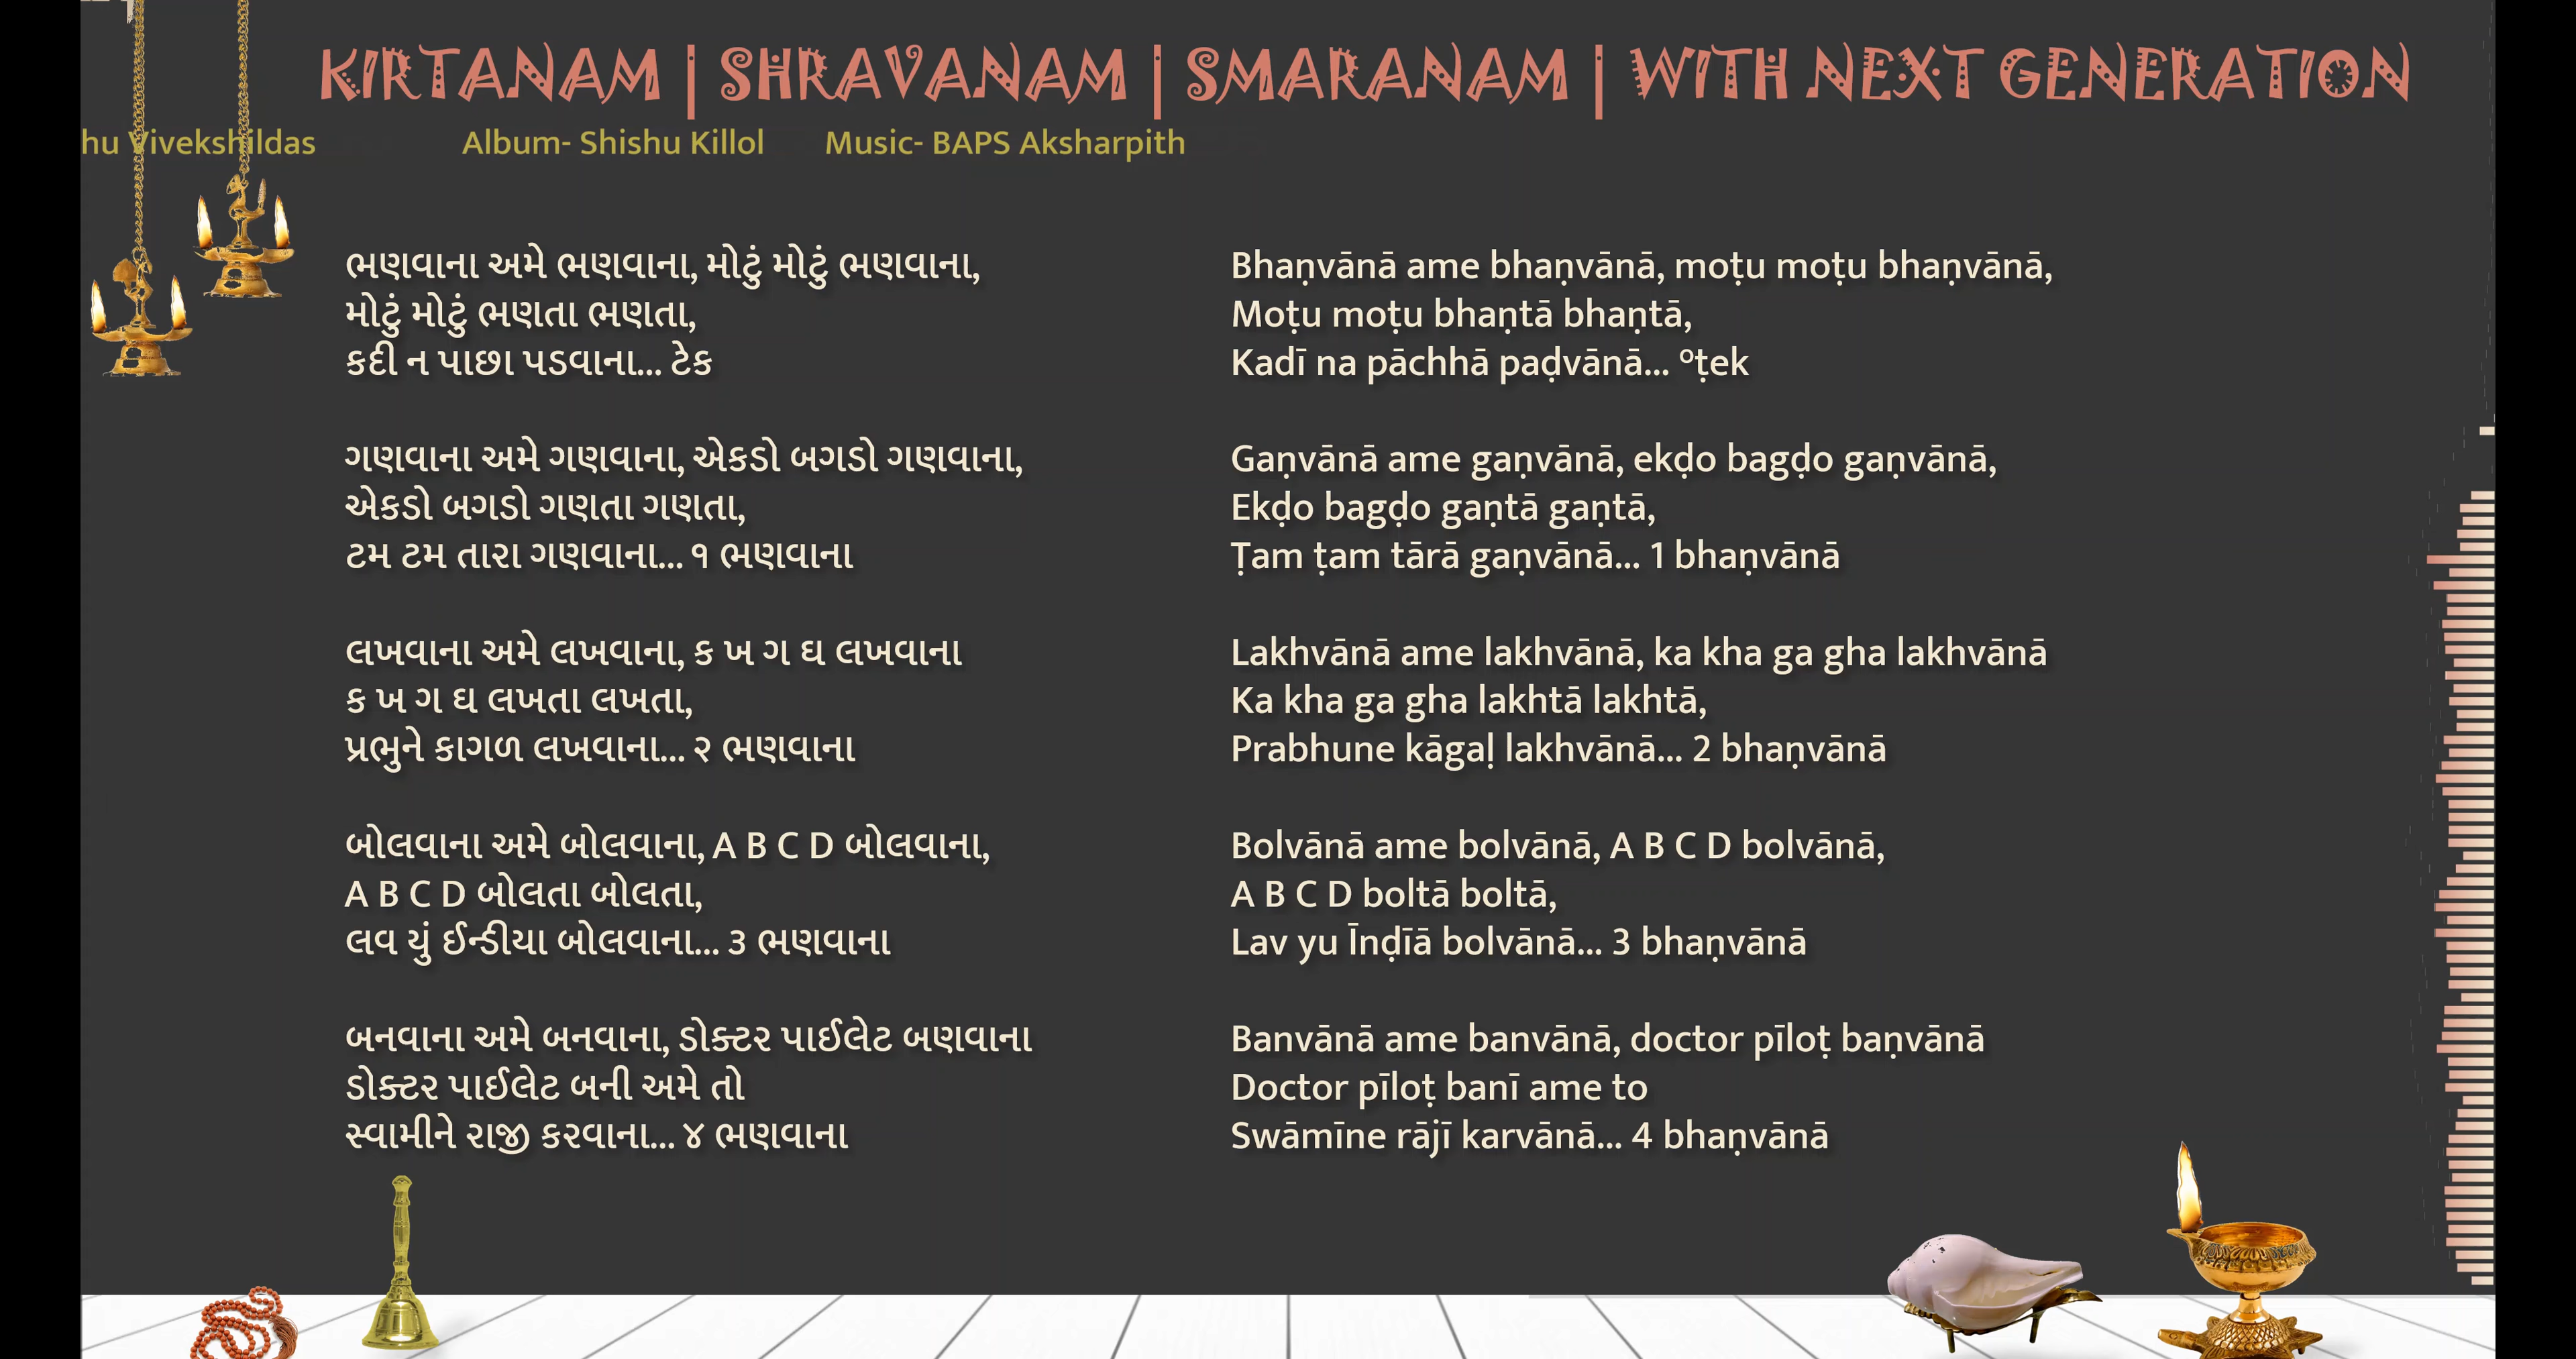 KIRTANAM | SHRAVANAM | SMARANAM | WITH NEXT GENERATION
hu Vivekshildas Album- Shishu Killol Music- BAPS Aksharpith
ભણવાના અમે ભણવાના, મોટું મોટું ભણવાના,
મોટું મોટું ભણતા ભણતા,
કદી ન પાછા પડવાના... ટેક
ગણવાના અમે ગણવાના, એકડો બગડો ગણવાના,
એકડો બગડો ગણતા ગણતા,
ટમ ટમ તારા ગણવાના... ૧ ભણવાના
લખવાના અમે લખવાના, ક ખ ગ ઘ લખવાના
ક ખ ગ ઘ લખતા લખતા,
પ્રભુને કાગળ લખવાના... ૨ ભણવાના
બોલવાના અમે બોલવાના, A B C D બોલવાના,
A B C D બોલતા બોલતા,
લવ યું ઈન્ડીયા બોલવાના... ૩ ભણવાના
બનવાના અમે બનવાના, ડોક્ટર પાઈલેટ બણવાના
ડોક્ટર પાઈલેટ બની અમે તો
સ્વામીને રાજી કરવાના... ૪ ભણવાના
Bhaṇvānā ame bhaṇvānā, moṭu moṭu bhaṇvānā,
Moṭu moṭu bhaṇtā bhaṇtā,
Kadī na pāchhā paḍvānā... ºṭek
Gaṇvānā ame gaṇvānā, ekḍo bagḍo gaṇvānā,
Ekḍo bagḍo gaṇtā gaṇtā,
Ṭam ṭam tārā gaṇvānā... 1 bhaṇvānā
Lakhvānā ame lakhvānā, ka kha ga gha lakhvānā
Ka kha ga gha lakhtā lakhtā,
Prabhune kāgaḷ lakhvānā... 2 bhaṇvānā
Bolvānā ame bolvānā, A B C D bolvānā,
A B C D boltā boltā,
Lav yu Īnḍīā bolvānā... 3 bhaṇvānā
Banvānā ame banvānā, doctor pīloṭ baṇvānā
Doctor pīloṭ banī ame to
Swāmīne rājī karvānā... 4 bhaṇvānā